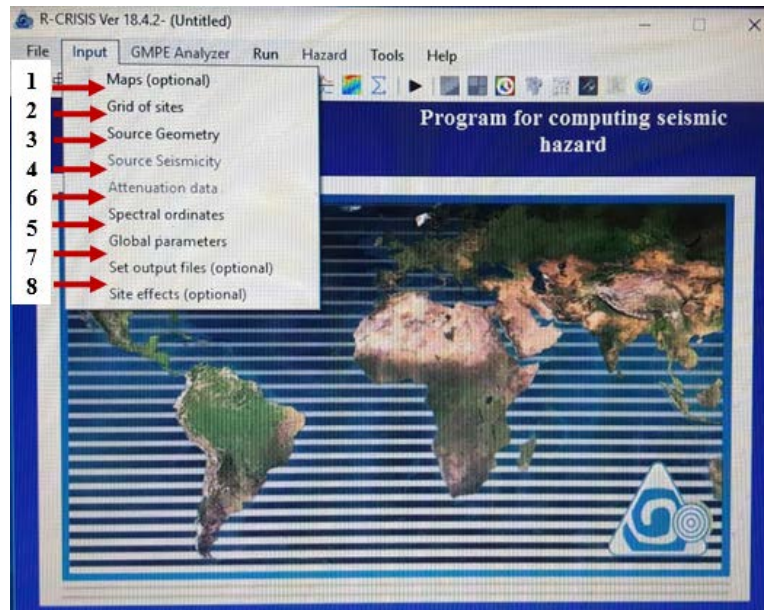 R-CRISIS Ver 18.4.2- (Untitled)
File Input GMPE Analyzer Run Hazard Tools Help
1 Maps (optional)
2 Grid of sites
3 Source Geometry
4 Source Seismicity
6 Attenuation data
5 Spectral ordinates
7 Global parameters
8 Set output files (optional)
Site effects (optional)
Program for computing seismic
hazard